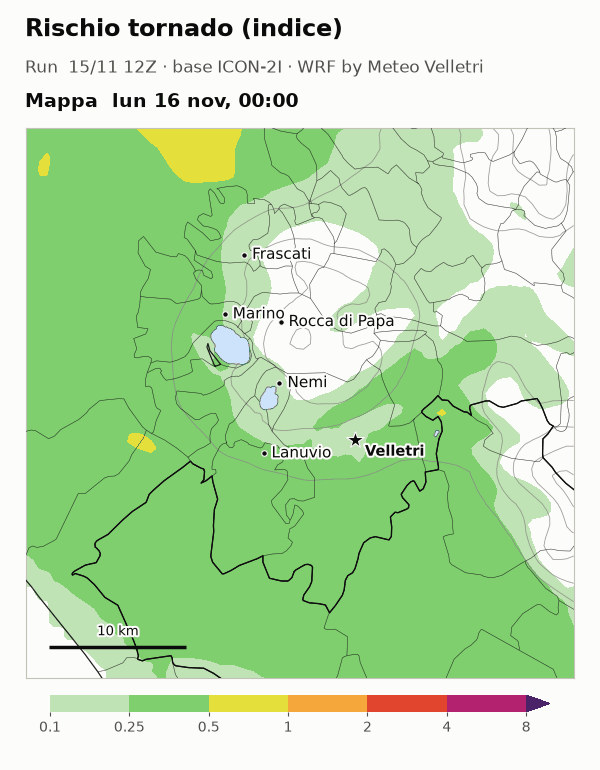 Rischio tornado (indice)
Run  15/11 12Z · base ICON-2I · WRF by Meteo Velletri
Mappa  lun 16 nov, 00:00
Frascati
Marino
Rocca di Papa
Nemi
Velletri
Lanuvio
10 km
0.1 0.25 0.5 1 2 4 8